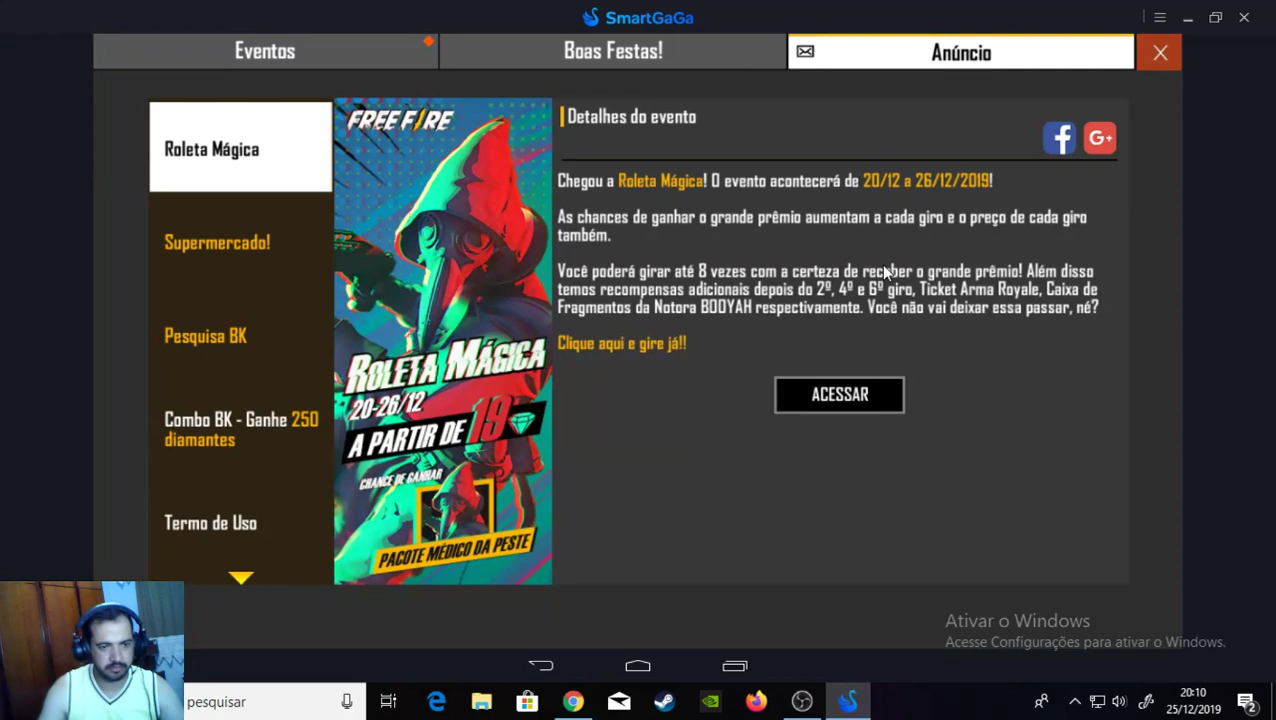 SmartGaGa
Eventos
Boas Festas!
Anúncio
Roleta Mágica
Supermercado!
Pesquisa BK
Combo BK - Ganhe 250
diamantes
Termo de Uso
FREE FIRE
ROLETA MÁGICA
20-26/12
A PARTIR DE 19
CHANCE DE GANHAR
PACOTE MÉDICO DA PESTE
Detalhes do evento
Chegou a Roleta Mágica! O evento acontecerá de 20/12 a 26/12/2019!
As chances de ganhar o grande prêmio aumentam a cada giro e o preço de cada giro
também.
Você poderá girar até 8 vezes com a certeza de receber o grande prêmio! Além disso
temos recompensas adicionais depois do 2º, 4º e 6º giro, Ticket Arma Royale, Caixa de
Fragmentos da Notora BOOYAH respectivamente. Você não vai deixar essa passar, né?
Clique aqui e gire já!!
ACESSAR
Ativar o Windows
Acesse Configurações para ativar o Windows.
pesquisar
20:10
25/12/2019
2